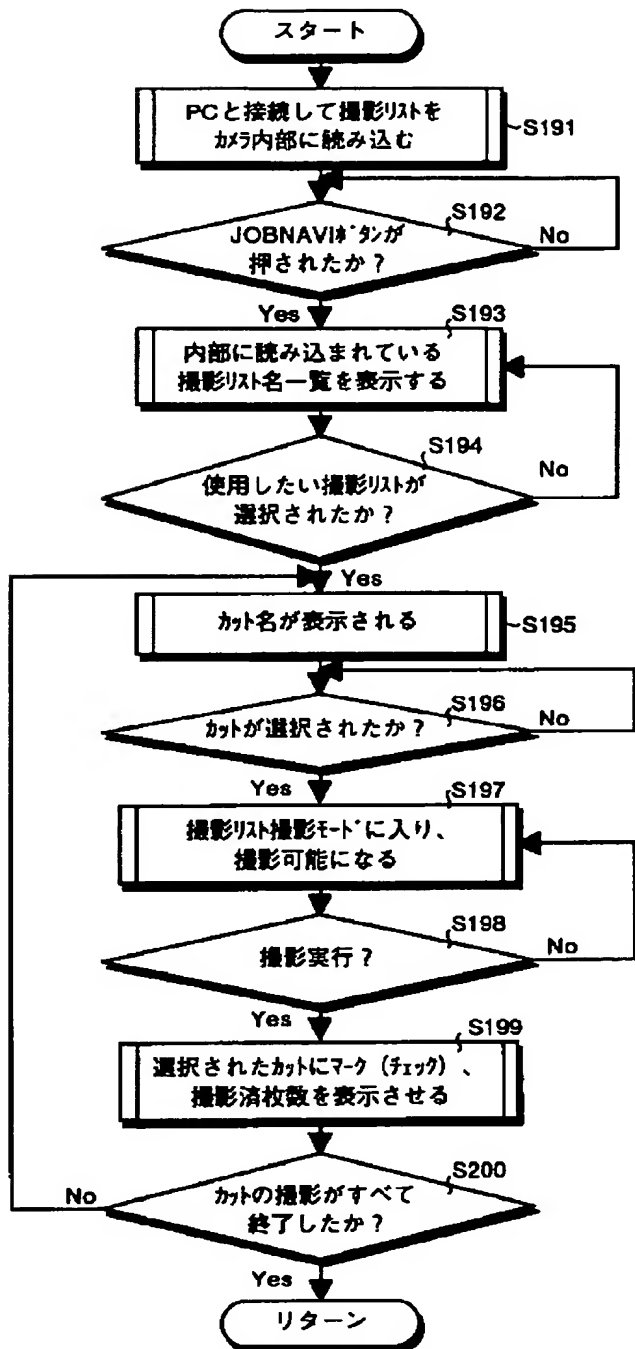 スタート
PCと接続して撮影リストを
カメラ内部に読み込む
S191
S192
JOBNAVIボタンが
押されたか？
No
Yes
S193
内部に読み込まれている
撮影リスト名一覧を表示する
S194
使用したい撮影リストが
選択されたか？
No
Yes
カット名が表示される
S195
S196
カットが選択されたか？
No
Yes
S197
撮影リスト撮影モードに入り、
撮影可能になる
S198
撮影実行？
No
Yes
S199
選択されたカットにマーク（チェック）、
撮影済枚数を表示させる
S200
カットの撮影がすべて
終了したか？
No
Yes
リターン